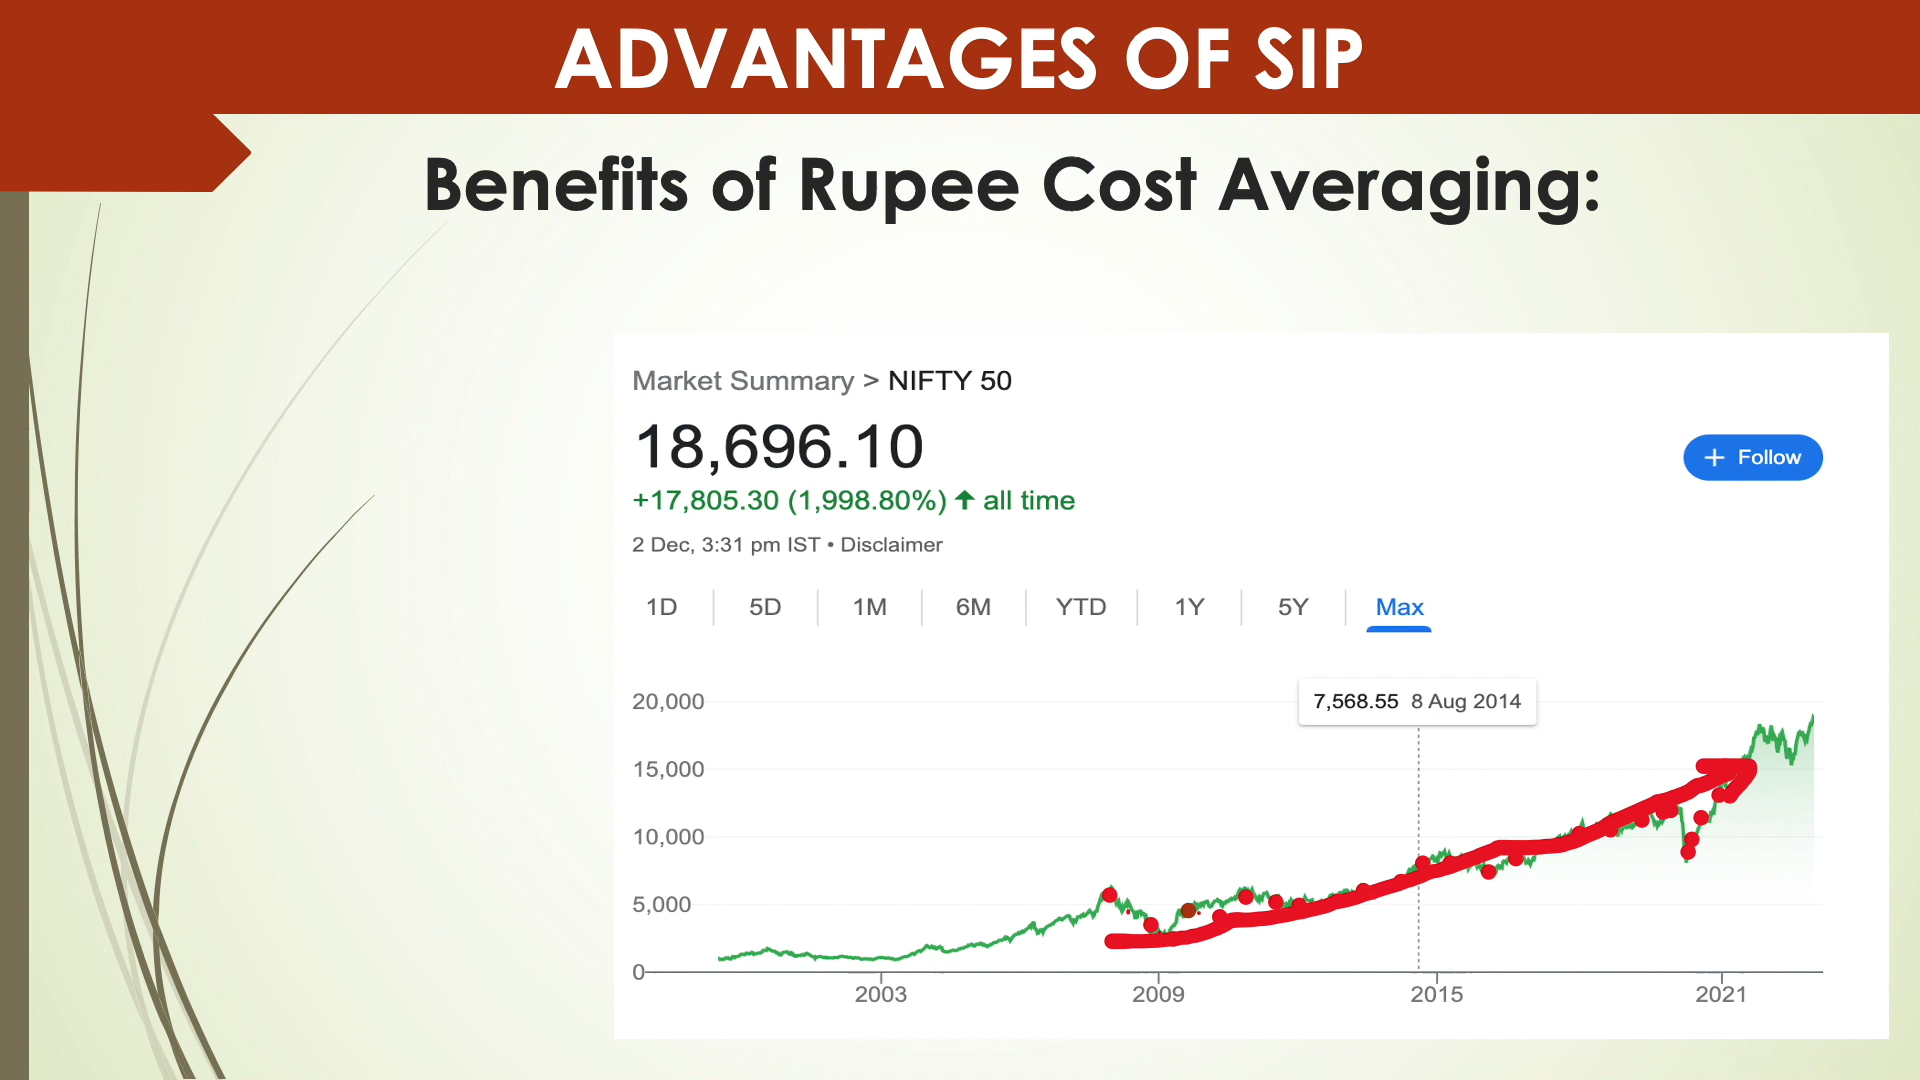 ADVANTAGES OF SIP
Benefits of Rupee Cost Averaging:
Market Summary > NIFTY 50
18,696.10
+ Follow
+17,805.30 (1,998.80%) ↑ all time
2 Dec, 3:31 pm IST • Disclaimer
1D 5D 1M 6M YTD 1Y 5Y Max
20,000
7,568.55 8 Aug 2014
15,000
10,000
5,000
0
2003 2009 2015 2021